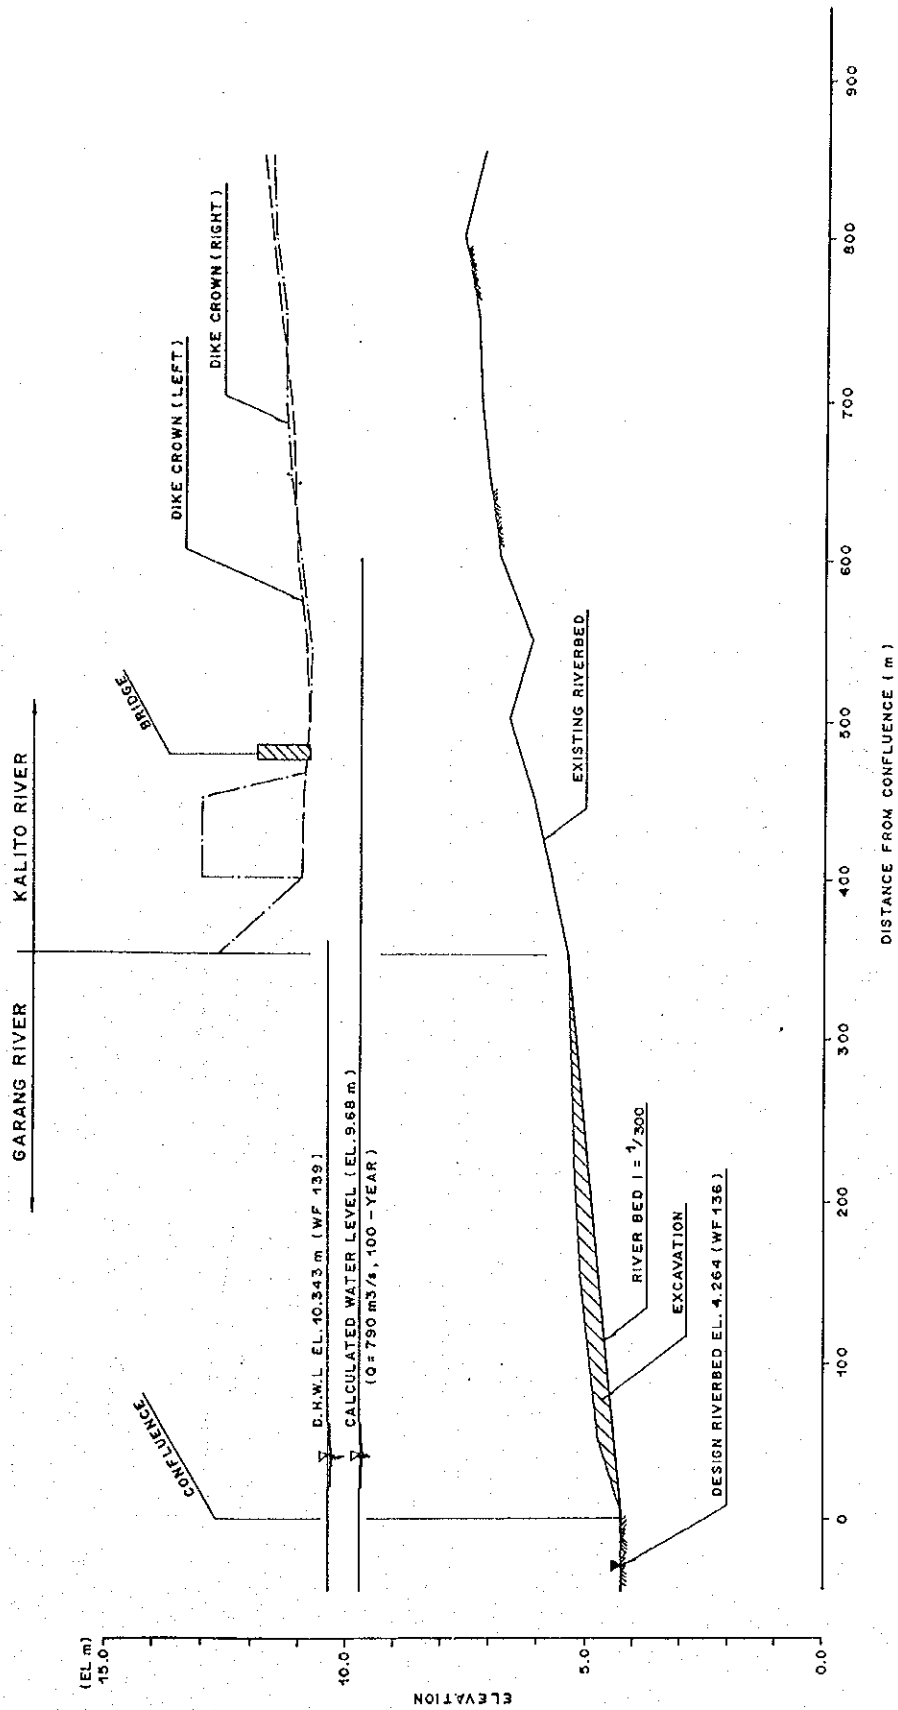 GARANG RIVER
KALITO RIVER
CONFLUENCE
BRIDGE
DIKE CROWN (LEFT)
DIKE CROWN (RIGHT)
D.H.W.L EL.10.343 m (WF 139)
CALCULATED WATER LEVEL (EL.9.68 m)
(Q=790 m3/s, 100-YEAR)
EXISTING RIVERBED
RIVER BED I = 1/300
EXCAVATION
DESIGN RIVERBED EL.4.264 (WF 136)
(EL.m)
15.0
10.0
5.0
0.0
ELEVATION
0
100
200
300
400
500
600
700
800
900
DISTANCE FROM CONFLUENCE (m)